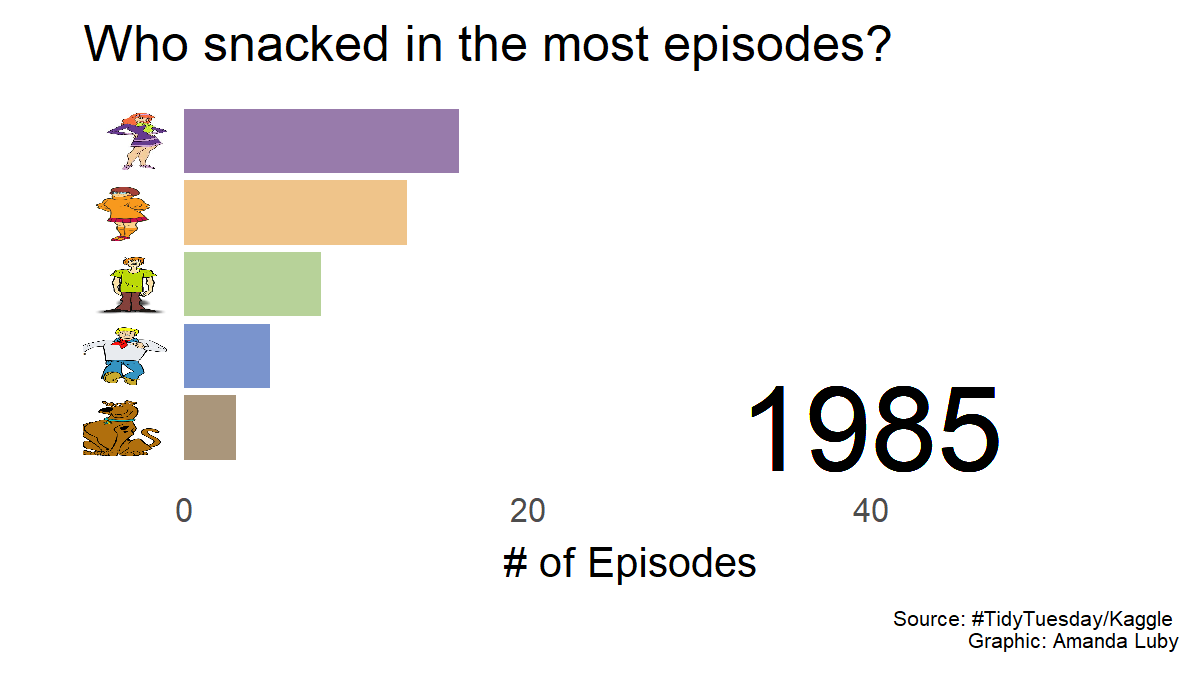 Who snacked in the most episodes?
1985
0 20 40
# of Episodes
Source: #TidyTuesday/Kaggle
Graphic: Amanda Luby